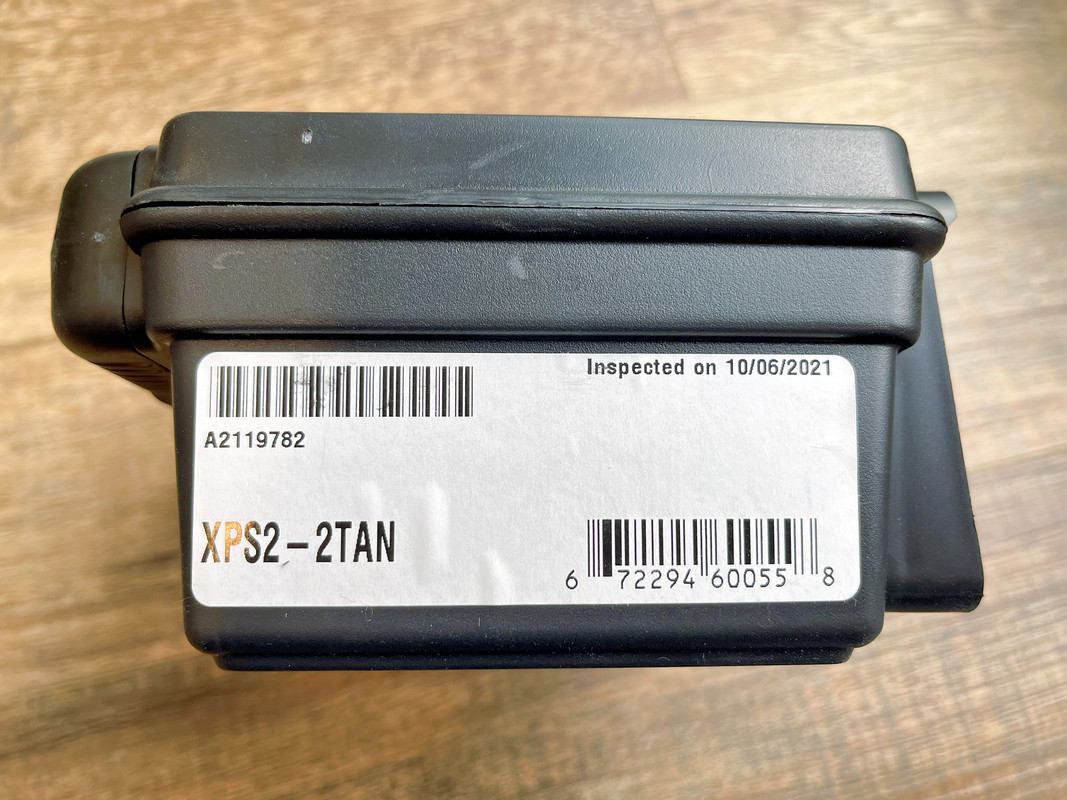 Inspected on 10/06/2021
A2119782
XPS2-2TAN
6 72294 60055 8